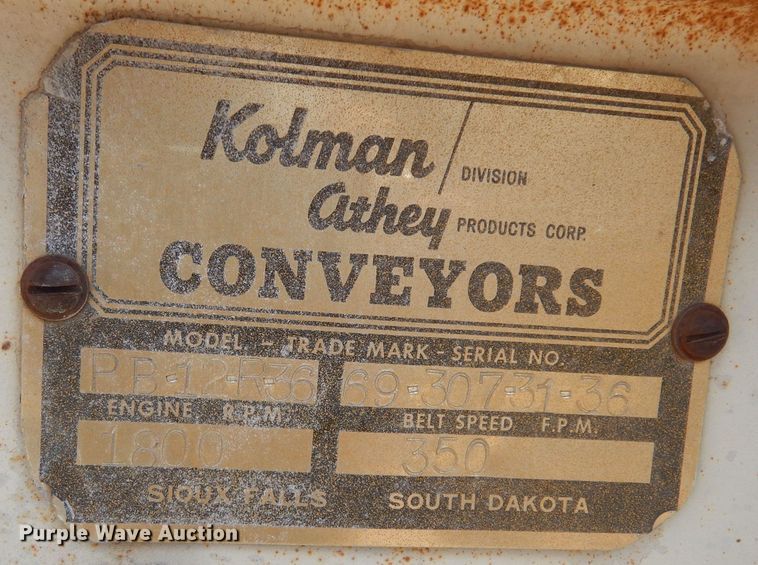 Kolman / DIVISION
Athey PRODUCTS CORP.
CONVEYORS
MODEL - TRADE MARK - SERIAL NO.
PB-12-R-36 69-307-31-36
ENGINE R.P.M. BELT SPEED F.P.M.
1800 350
SIOUX FALLS SOUTH DAKOTA
Purple Wave Auction